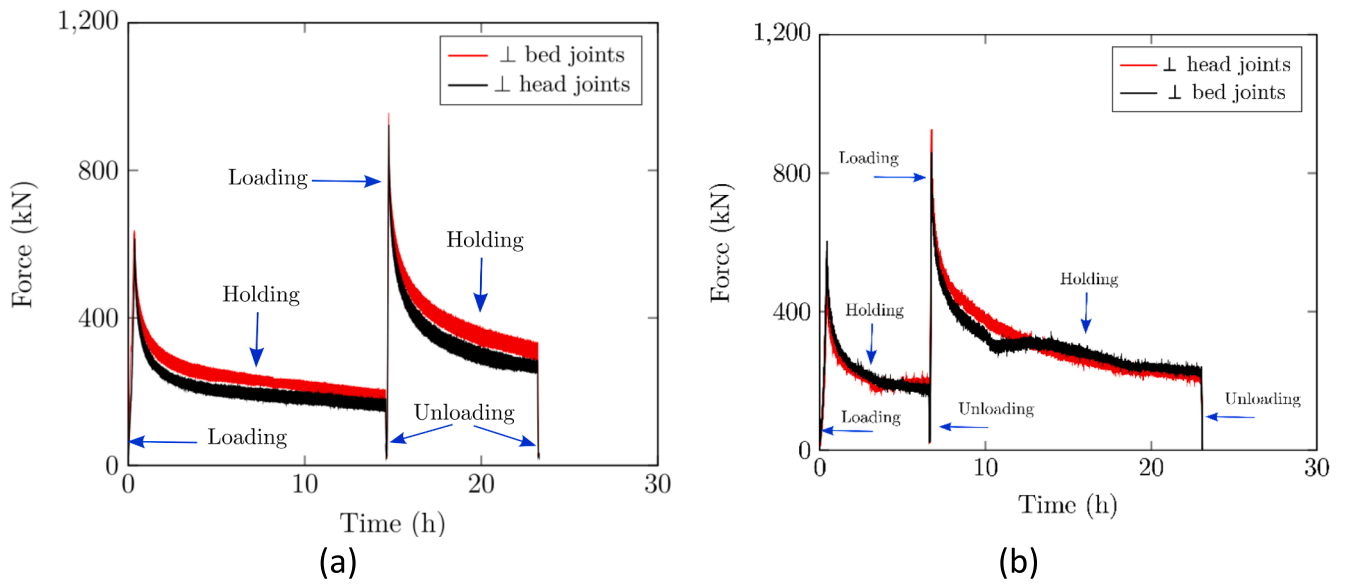 1,200
⊥ bed joints
⊥ head joints
800
Loading
Force (kN)
Holding
Holding
400
Unloading
Loading
0
0 10 20 30
Time (h)
(a)
1,200
⊥ head joints
⊥ bed joints
Loading
800
Forcc (kN)
Holding
Holding
400
Loading
Unloading
Unloading
0
0 10 20 30
Time (h)
(b)